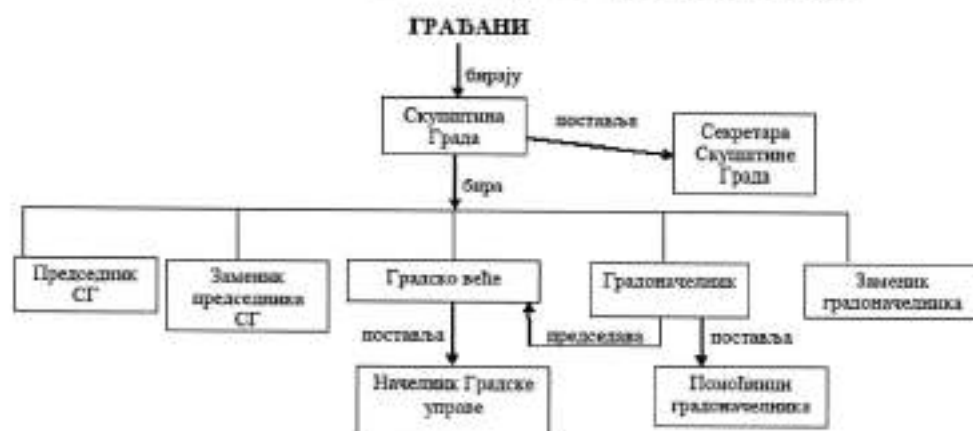 ГРАЂАНИ
бирају
Скупштина
Града
поставља
Секретара
Скупштине
Града
бира
Председник
СГ
Заменик
председника
СГ
Градско веће
Градоначелник
Заменик
градоначелника
поставља
председава
поставља
Начелник Градске
управе
Помоћници
градоначелника